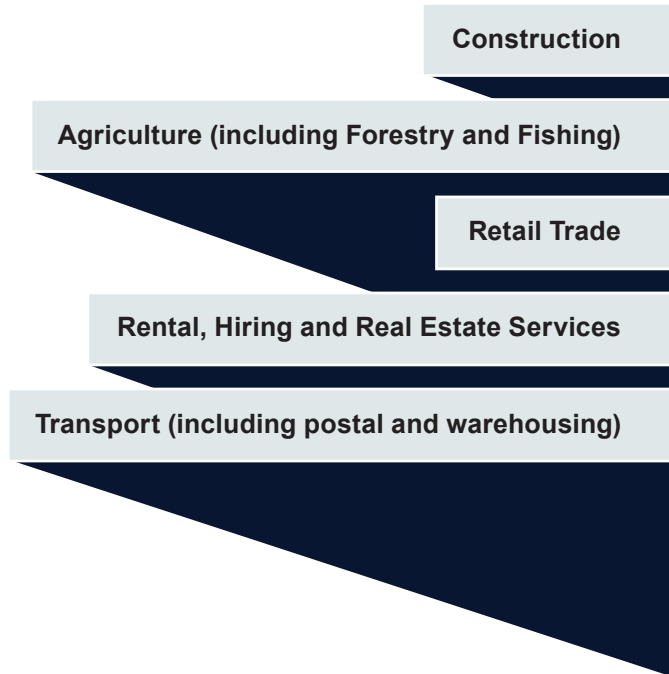 Construction
Agriculture (including Forestry and Fishing)
Retail Trade
Rental, Hiring and Real Estate Services
Transport (including postal and warehousing)